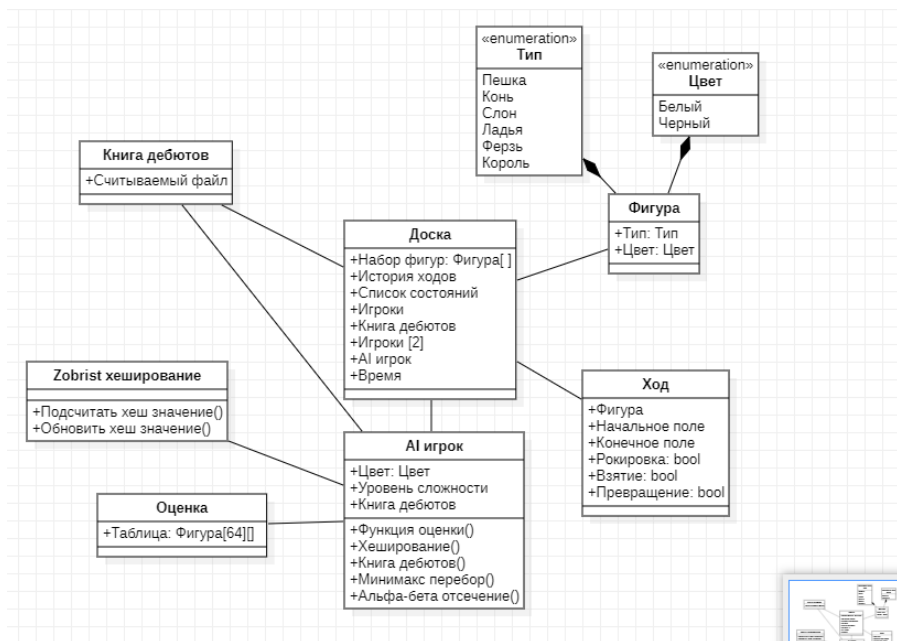 «enumeration»
Тип
Пешка
Конь
Слон
Ладья
Ферзь
Король
«enumeration»
Цвет
Белый
Черный
Книга дебютов
+Считываемый файл
Фигура
+Тип: Тип
+Цвет: Цвет
Доска
+Набор фигур: Фигура[ ]
+История ходов
+Список состояний
+Игроки
+Книга дебютов
+Игроки [2]
+AI игрок
+Время
Zobrist хеширование
+Подсчитать хеш значение()
+Обновить хеш значение()
Ход
+Фигура
+Начальное поле
+Конечное поле
+Рокировка: bool
+Взятие: bool
+Превращение: bool
AI игрок
+Цвет: Цвет
+Уровень сложности
+Книга дебютов
+Функция оценки()
+Хеширование()
+Книга дебютов()
+Минимакс перебор()
+Альфа-бета отсечение()
Оценка
+Таблица: Фигура[64][]